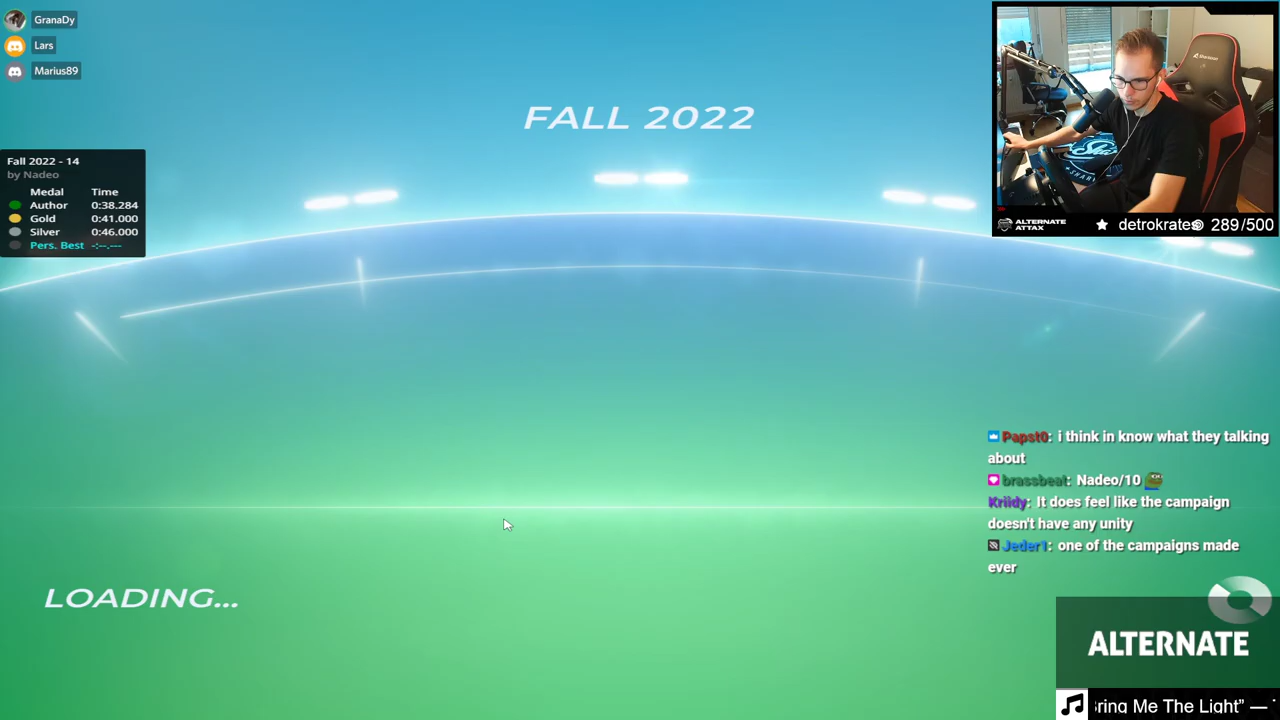 GranaDy
Lars
Marius89
FALL 2022
Fall 2022 - 14
by Nadeo
Medal Time
Author 0:38.284
Gold 0:41.000
Silver 0:46.000
Pers. Best -:--.---
ALTERNATE
ATTAX
detrokrates 289/500
Papst0: i think in know what they talking
about
brassbeat: Nadeo/10
Kriidy: It does feel like the campaign
doesn't have any unity
Jeder1: one of the campaigns made
ever
LOADING...
ALTERNATE
Bring Me The Light” —